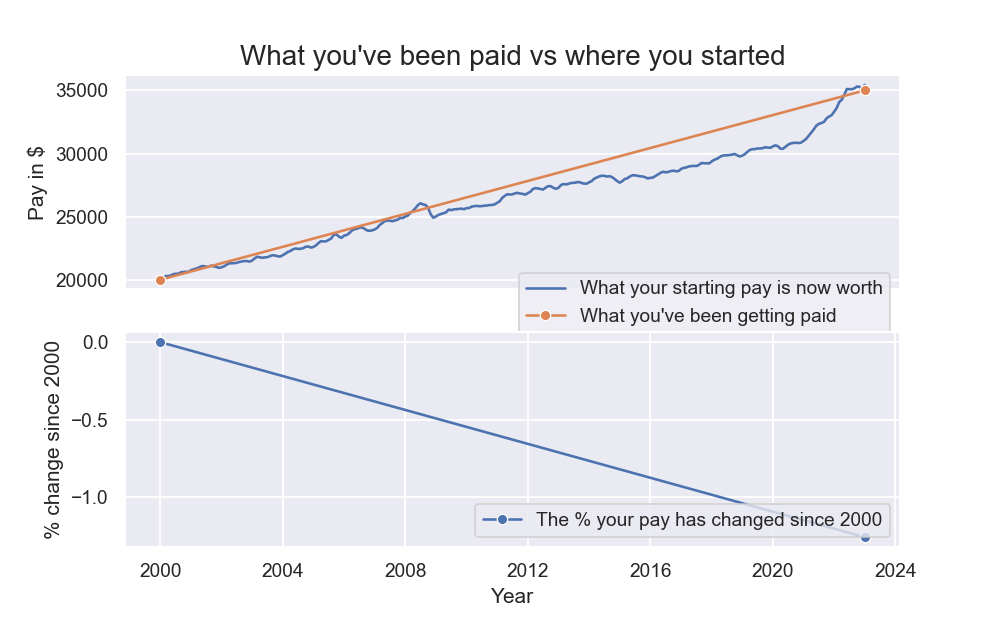 What you've been paid vs where you started
Pay in $
35000
30000
25000
20000
What your starting pay is now worth
What you've been getting paid
% change since 2000
0.0
−0.5
−1.0
The % your pay has changed since 2000
2000 2004 2008 2012 2016 2020 2024
Year